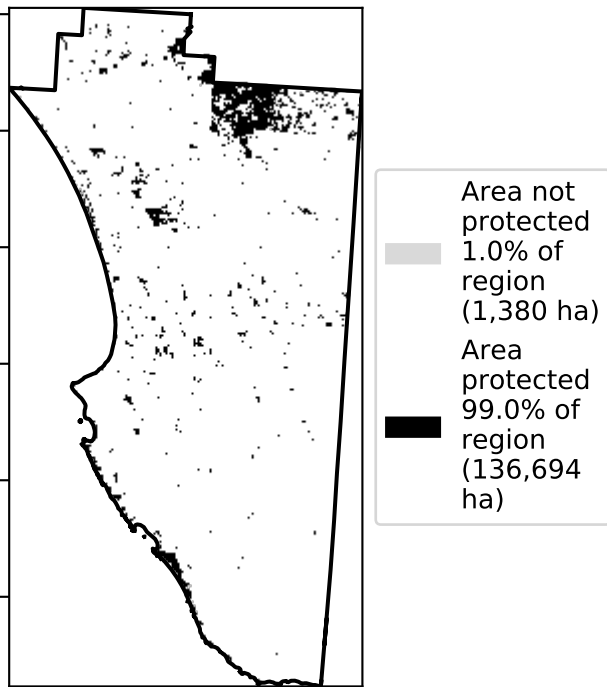 Area not
protected
1.0% of
region
(1,380 ha)
Area
protected
99.0% of
region
(136,694
ha)